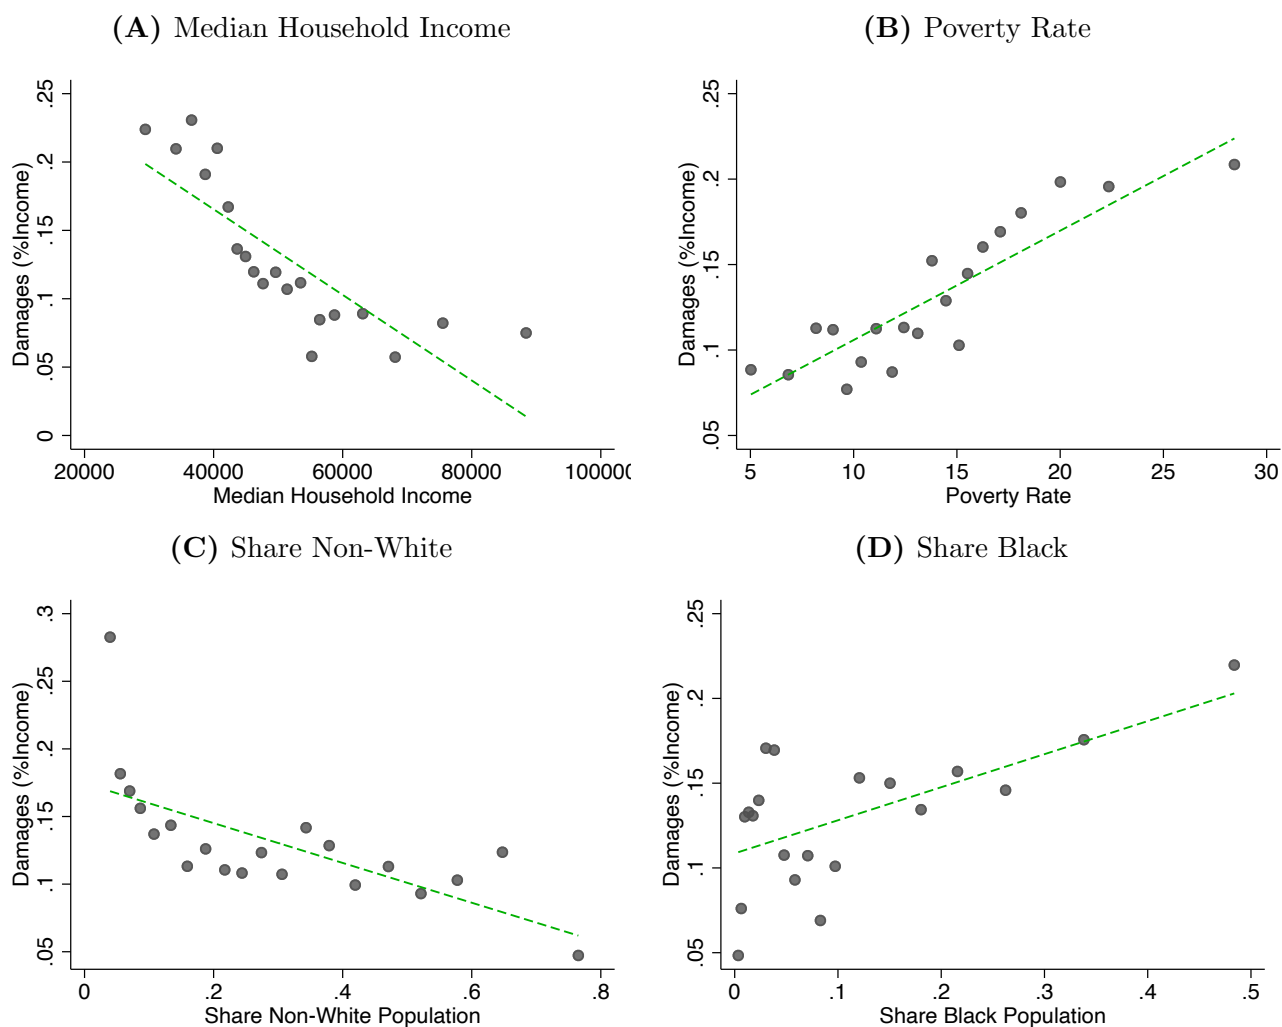 (A) Median Household Income
Damages (%Income)
.25
.2
.15
.1
.05
0
20000 40000 60000 80000 100000
Median Household Income
(B) Poverty Rate
Damages (%Income)
.25
.2
.15
.1
.05
5 10 15 20 25 30
Poverty Rate
(C) Share Non-White
Damages (%Income)
.3
.25
.2
.15
.1
.05
0 .2 .4 .6 .8
Share Non-White Population
(D) Share Black
Damages (%Income)
.25
.2
.15
.1
.05
0 .1 .2 .3 .4 .5
Share Black Population